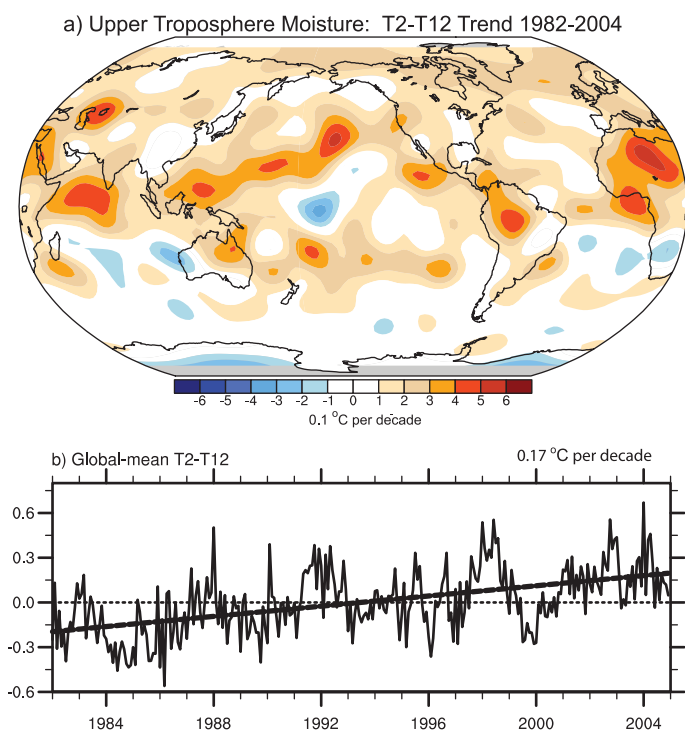 a) Upper Troposphere Moisture: T2-T12 Trend 1982-2004
-6 -5 -4 -3 -2 -1 0 1 2 3 4 5 6
0.1 °C per decade
b) Global-mean T2-T12 0.17 °C per decade
0.6
0.3
0.0
-0.3
-0.6
1984 1988 1992 1996 2000 2004